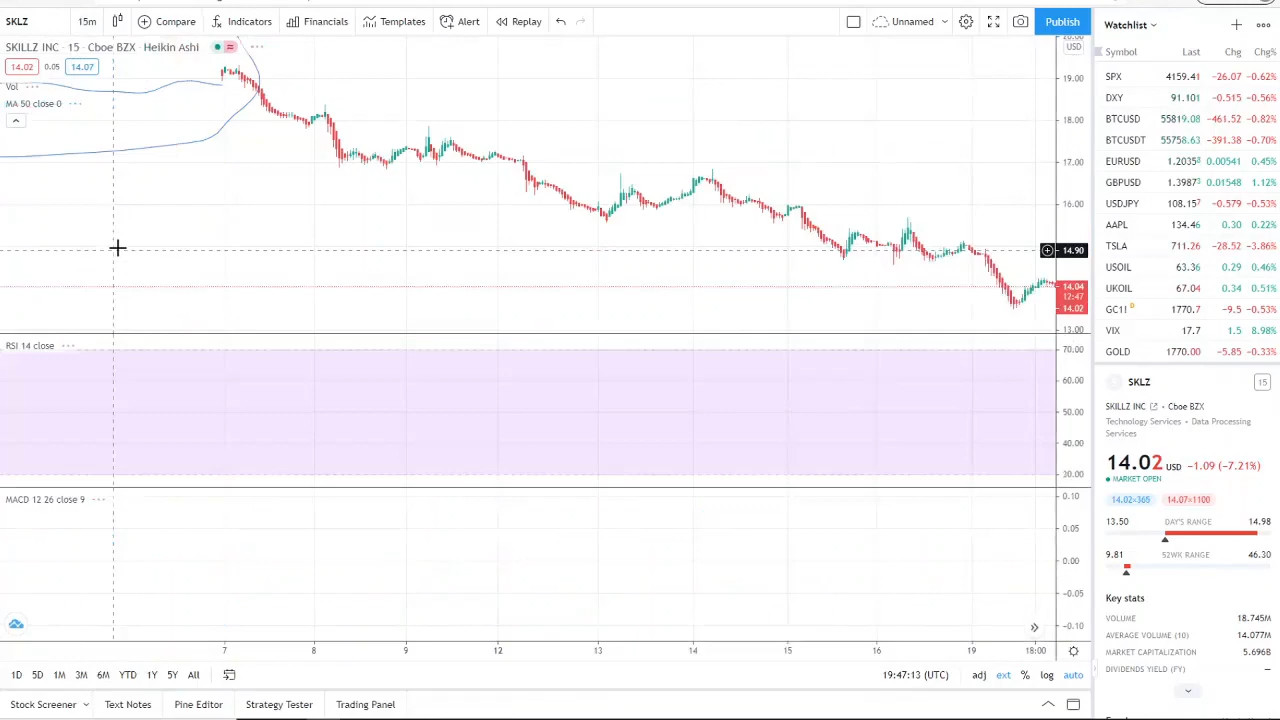 SKLZ 15m Compare Indicators Financials Templates Alert Replay Unnamed Publish
SKILLZ INC · 15 · Cboe BZX · Heikin Ashi
14.02 0.05 14.07
Vol
MA 50 close 0
USD
19.00
18.00
17.00
16.00
14.90
14.04
12:47
14.02
13.00
RSI 14 close
70.00
60.00
50.00
40.00
30.00
MACD 12 26 close 9
0.10
0.05
0.00
−0.05
−0.10
7 8 9 12 13 14 15 16 19 18:00
1D 5D 1M 3M 6M YTD 1Y 5Y All 19:47:13 (UTC) adj ext % log auto
Stock Screener Text Notes Pine Editor Strategy Tester Trading Panel
Watchlist
Symbol Last Chg Chg%
SPX 4159.41 −26.07 −0.62%
DXY 91.101 −0.515 −0.56%
BTCUSD 55819.08 −461.52 −0.82%
BTCUSDT 55758.63 −391.38 −0.70%
EURUSD 1.20358 0.00541 0.45%
GBPUSD 1.39873 0.01548 1.12%
USDJPY 108.157 −0.579 −0.53%
AAPL 134.46 0.30 0.22%
TSLA 711.26 −28.52 −3.86%
USOIL 63.36 0.29 0.46%
UKOIL 67.04 0.34 0.51%
GC1! D 1770.7 −9.5 −0.53%
VIX 17.7 1.5 8.98%
GOLD 1770.00 −5.85 −0.33%
SKLZ 15
SKILLZ INC · Cboe BZX
Technology Services · Data Processing
Services
14.02 USD −1.09 (−7.21%)
MARKET OPEN
14.02×365 14.07×1100
13.50 DAY'S RANGE 14.98
9.81 52WK RANGE 46.30
Key stats
VOLUME 18.745M
AVERAGE VOLUME (10) 14.077M
MARKET CAPITALIZATION 5.696B
DIVIDENDS YIELD (FY) —